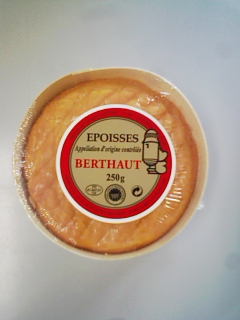 EPOISSES
Appellation d'origine contrôlée
BERTHAUT
250g